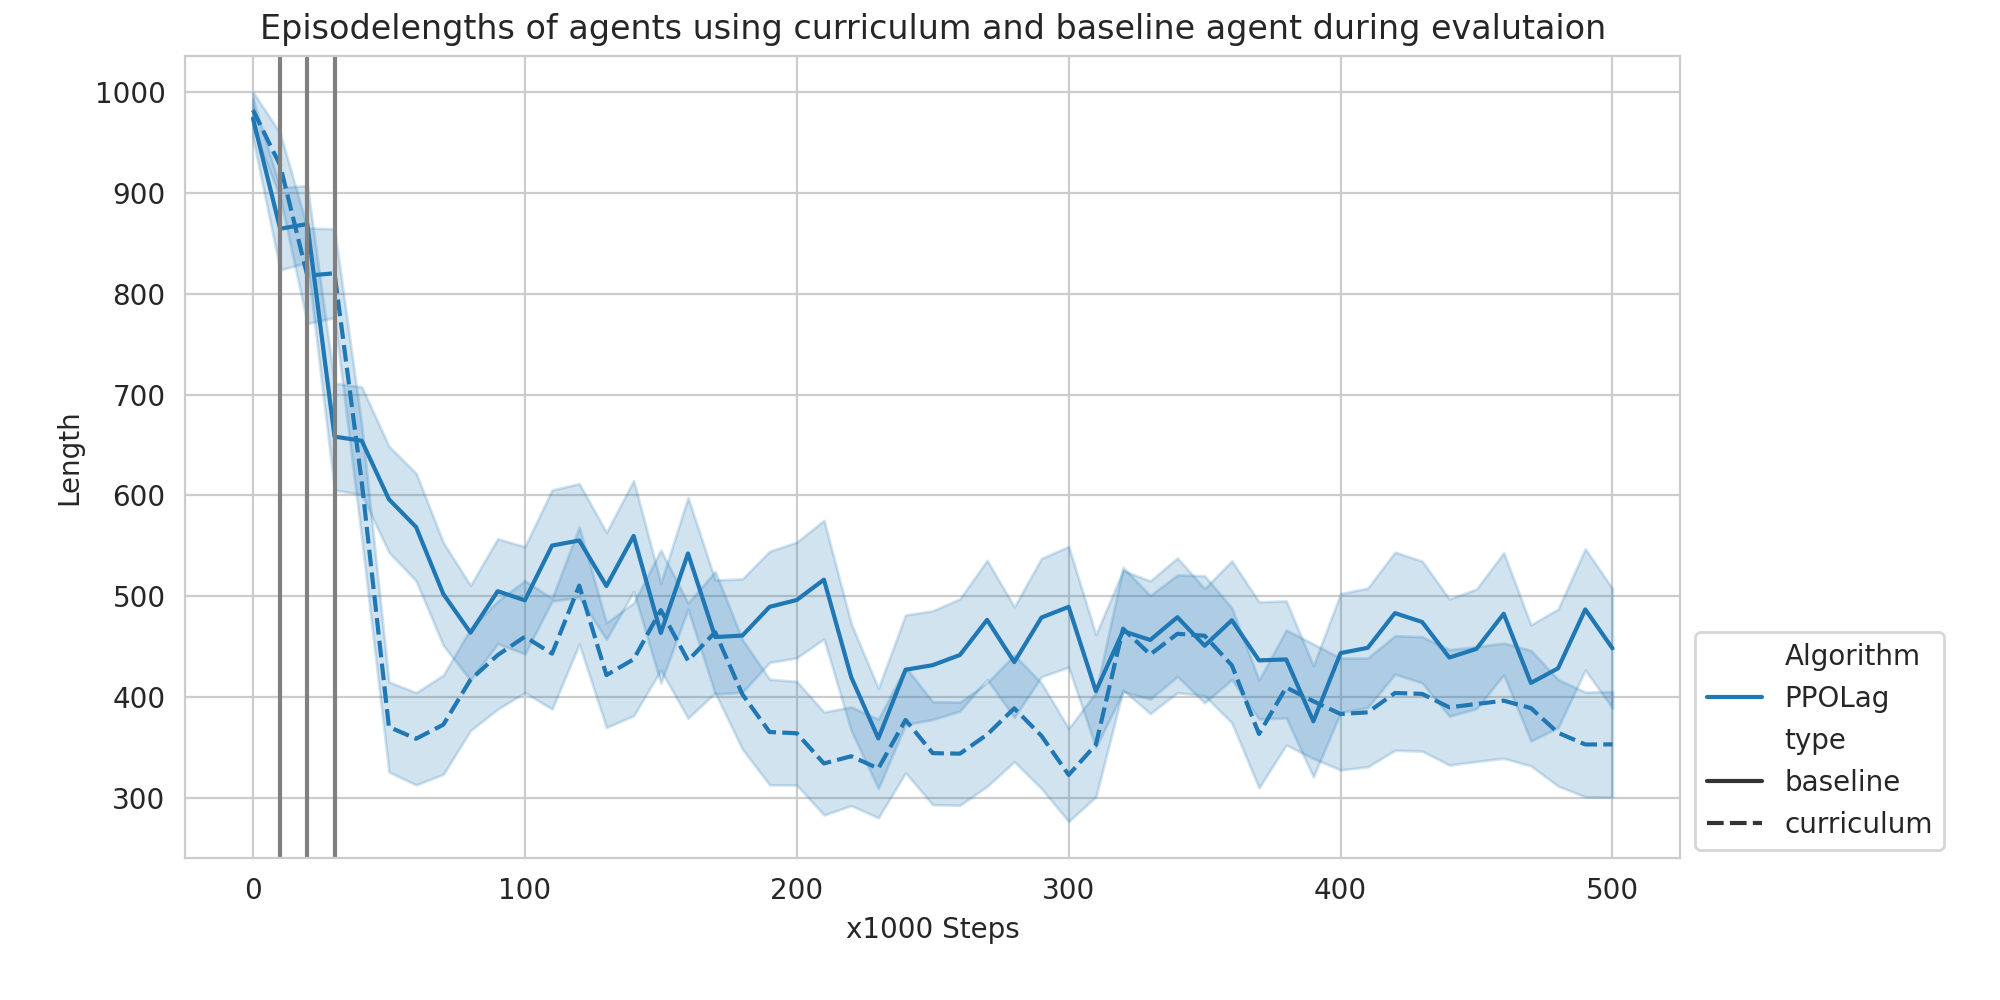 Episodelengths of agents using curriculum and baseline agent during evalutaion
1000
900
800
700
600
500
400
300
Length
0 100 200 300 400 500
x1000 Steps
Algorithm
PPOLag
type
baseline
curriculum